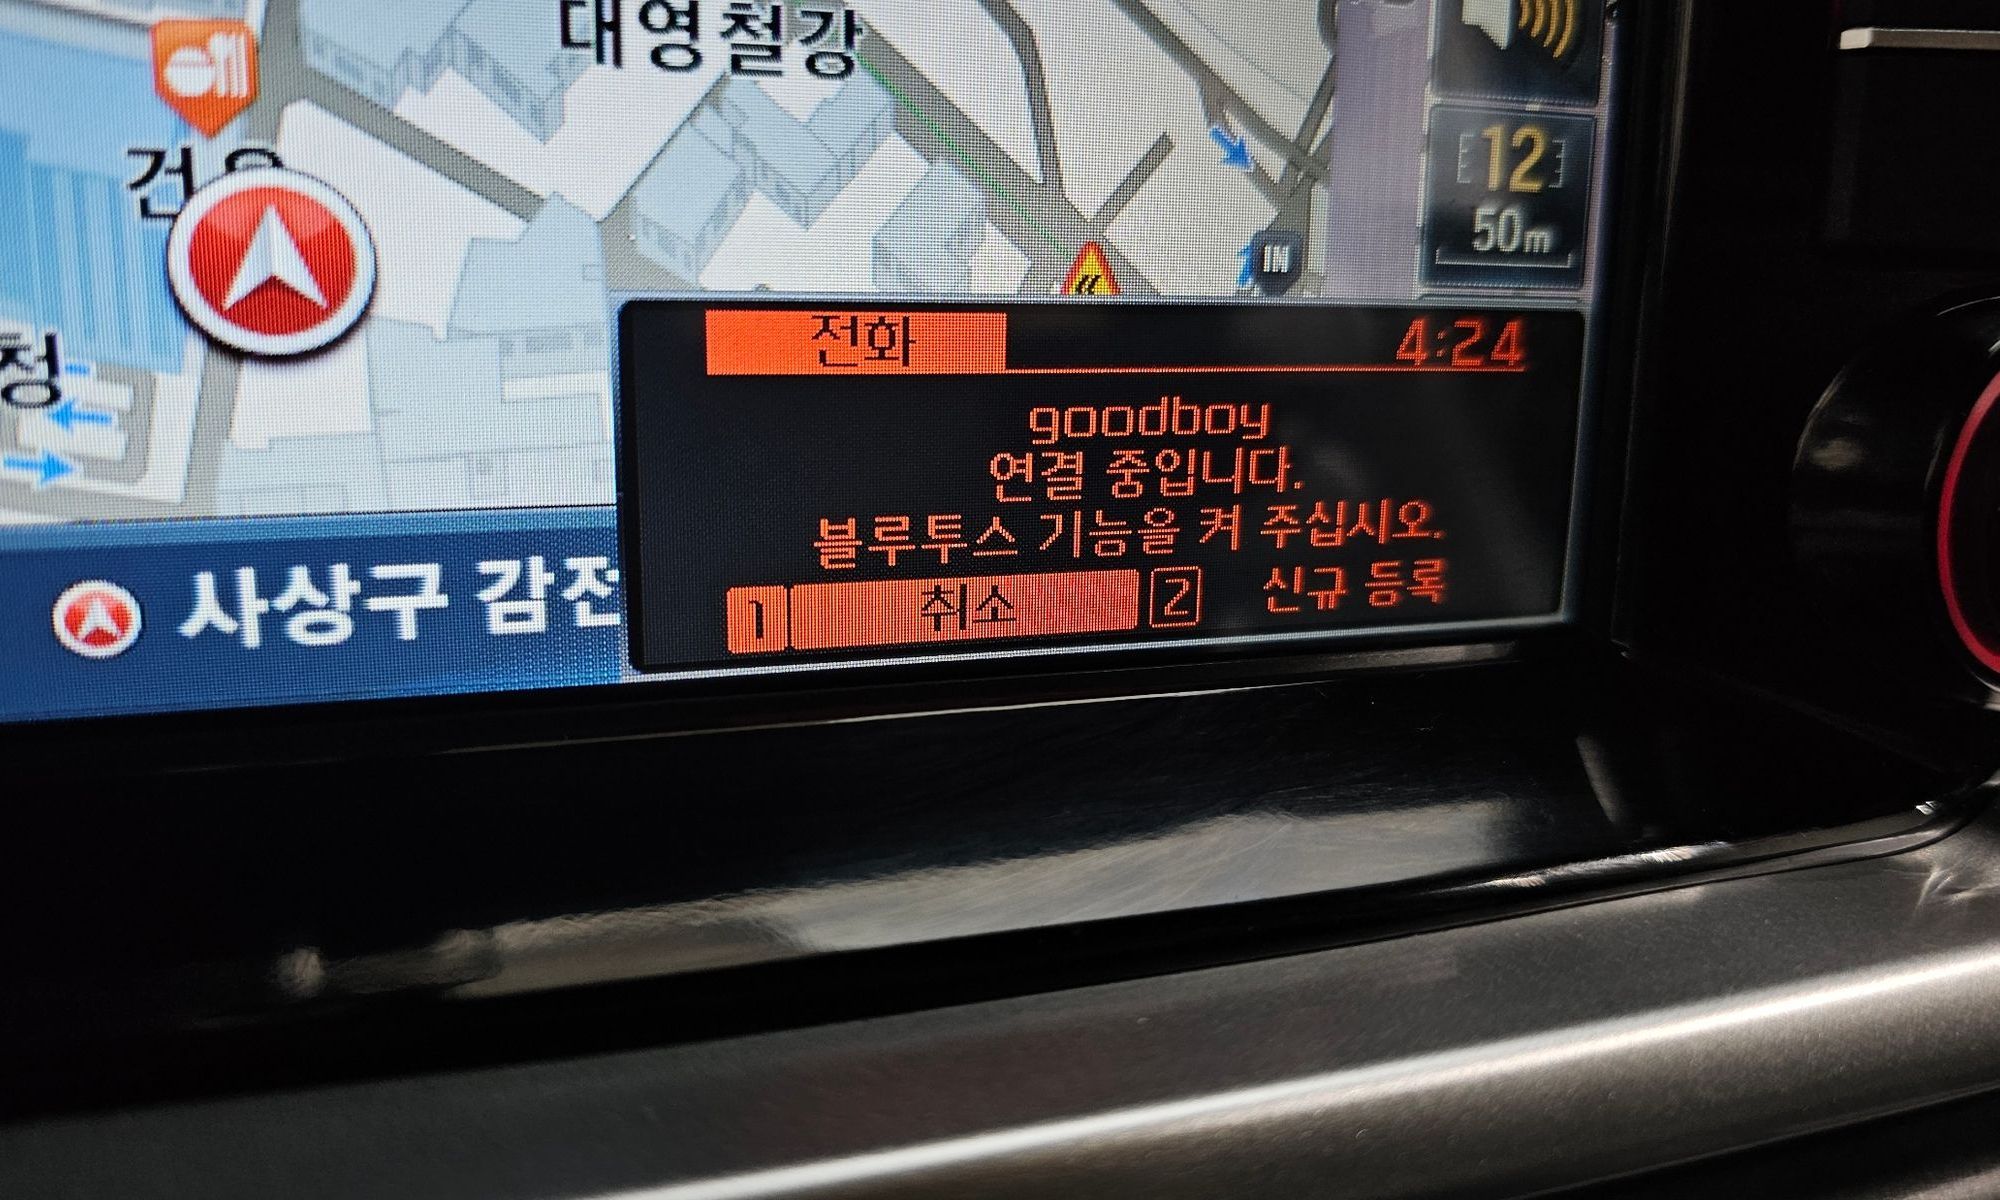 대영철강
12
50m
청
IN
전화
4:24
goodboy
연결 중입니다.
블루투스 기능을 켜 주십시오.
1 취소 2 신규 등록
사상구 감전